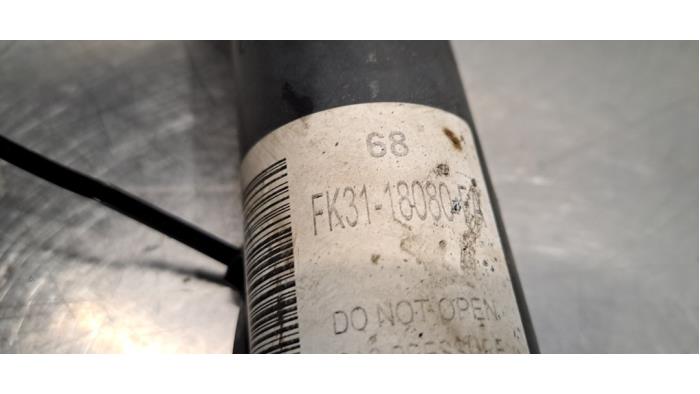 68
FK31-18080-
DO NOT OPEN